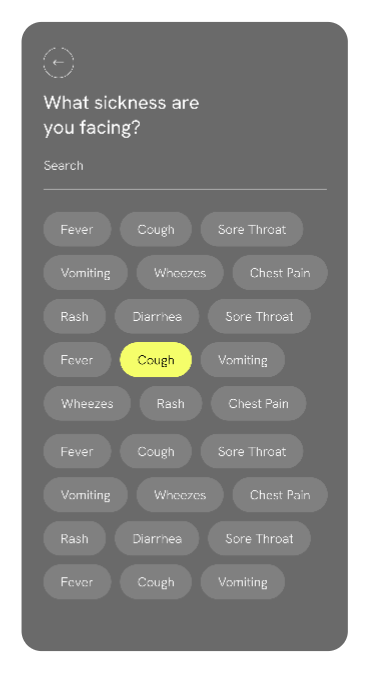 What sickness are
you facing?
Search
Fever Cough Sore Throat
Vomiting Wheezes Chest Pain
Rash Diarrhea Sore Throat
Fever Cough Vomiting
Wheezes Rash Chest Pain
Fever Cough Sore Throat
Vomiting Wheezes Chest Pain
Rash Diarrhea Sore Throat
Fever Cough Vomiting